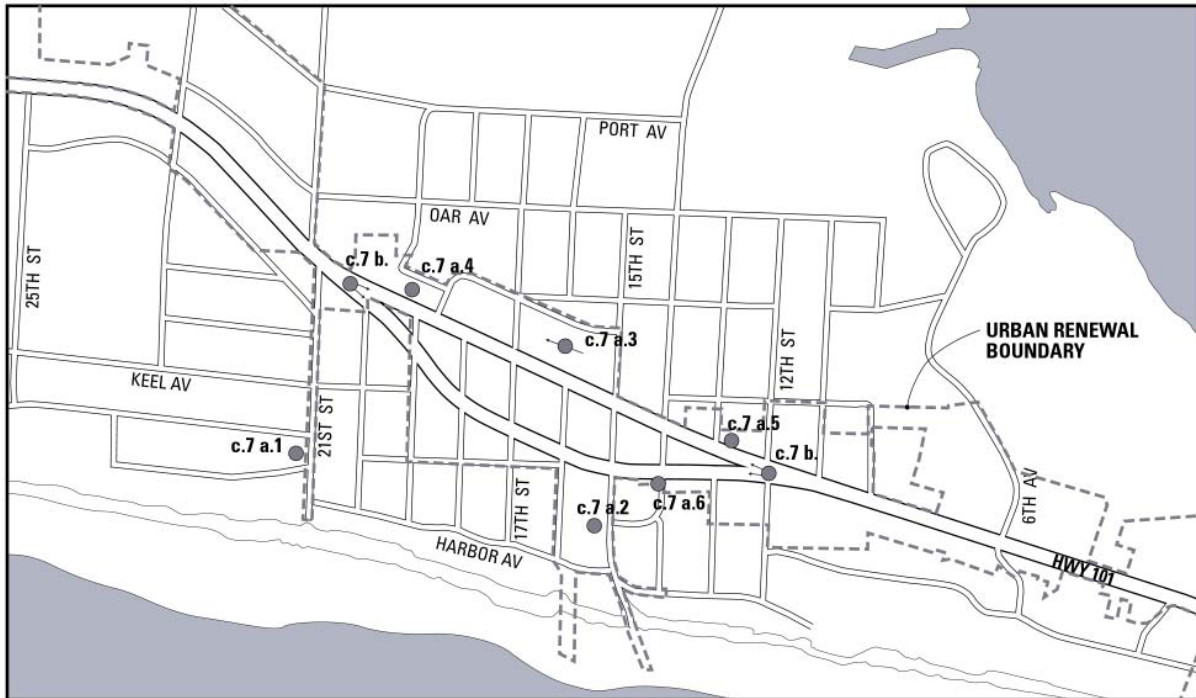 PORT AV
OAR AV
15TH ST
25TH ST
c.7 b.
c.7 a.4
c.7 a.3
12TH ST
URBAN RENEWAL
BOUNDARY
KEEL AV
21ST ST
c.7 a.1
c.7 a.5
c.7 b.
17TH ST
c.7 a.2
c.7 a.6
6TH AV
HARBOR AV
HWY 101